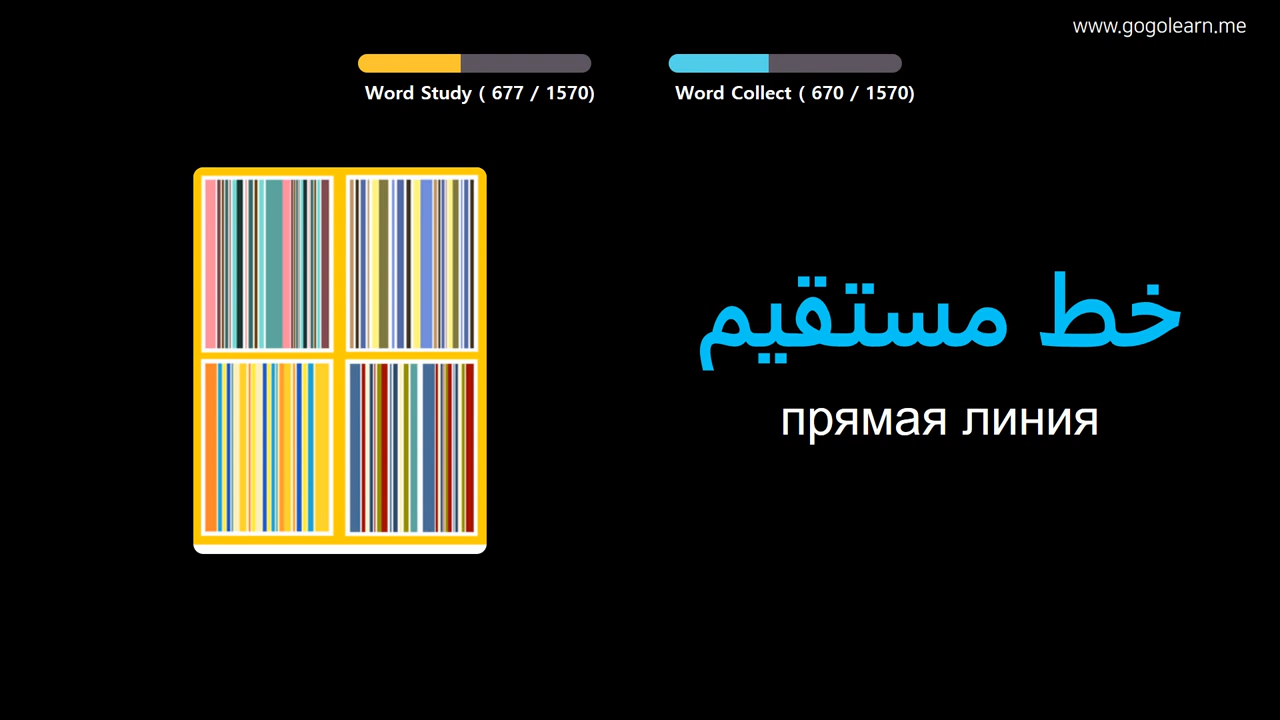 www.gogolearn.me
Word Study ( 677 / 1570)
Word Collect ( 670 / 1570)
خط مستقيم
прямая линия